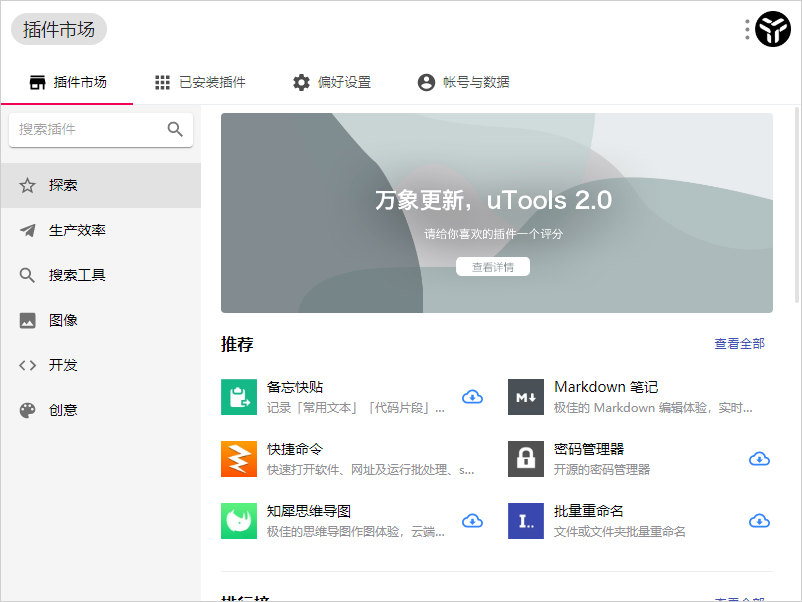 插件市场
插件市场
已安装插件
偏好设置
帐号与数据
搜索插件
探索
生产效率
搜索工具
图像
开发
创意
万象更新，uTools 2.0
请给你喜欢的插件一个评分
查看详情
推荐
查看全部
备忘快贴
记录「常用文本」「代码片段」...
M↓
Markdown 笔记
极佳的 Markdown 编辑体验，实时...
快捷命令
快速打开软件、网址及运行批处理、s...
密码管理器
开源的密码管理器
知犀思维导图
极佳的思维导图作图体验，云端...
I..
批量重命名
文件或文件夹批量重命名
排行榜
查看全部